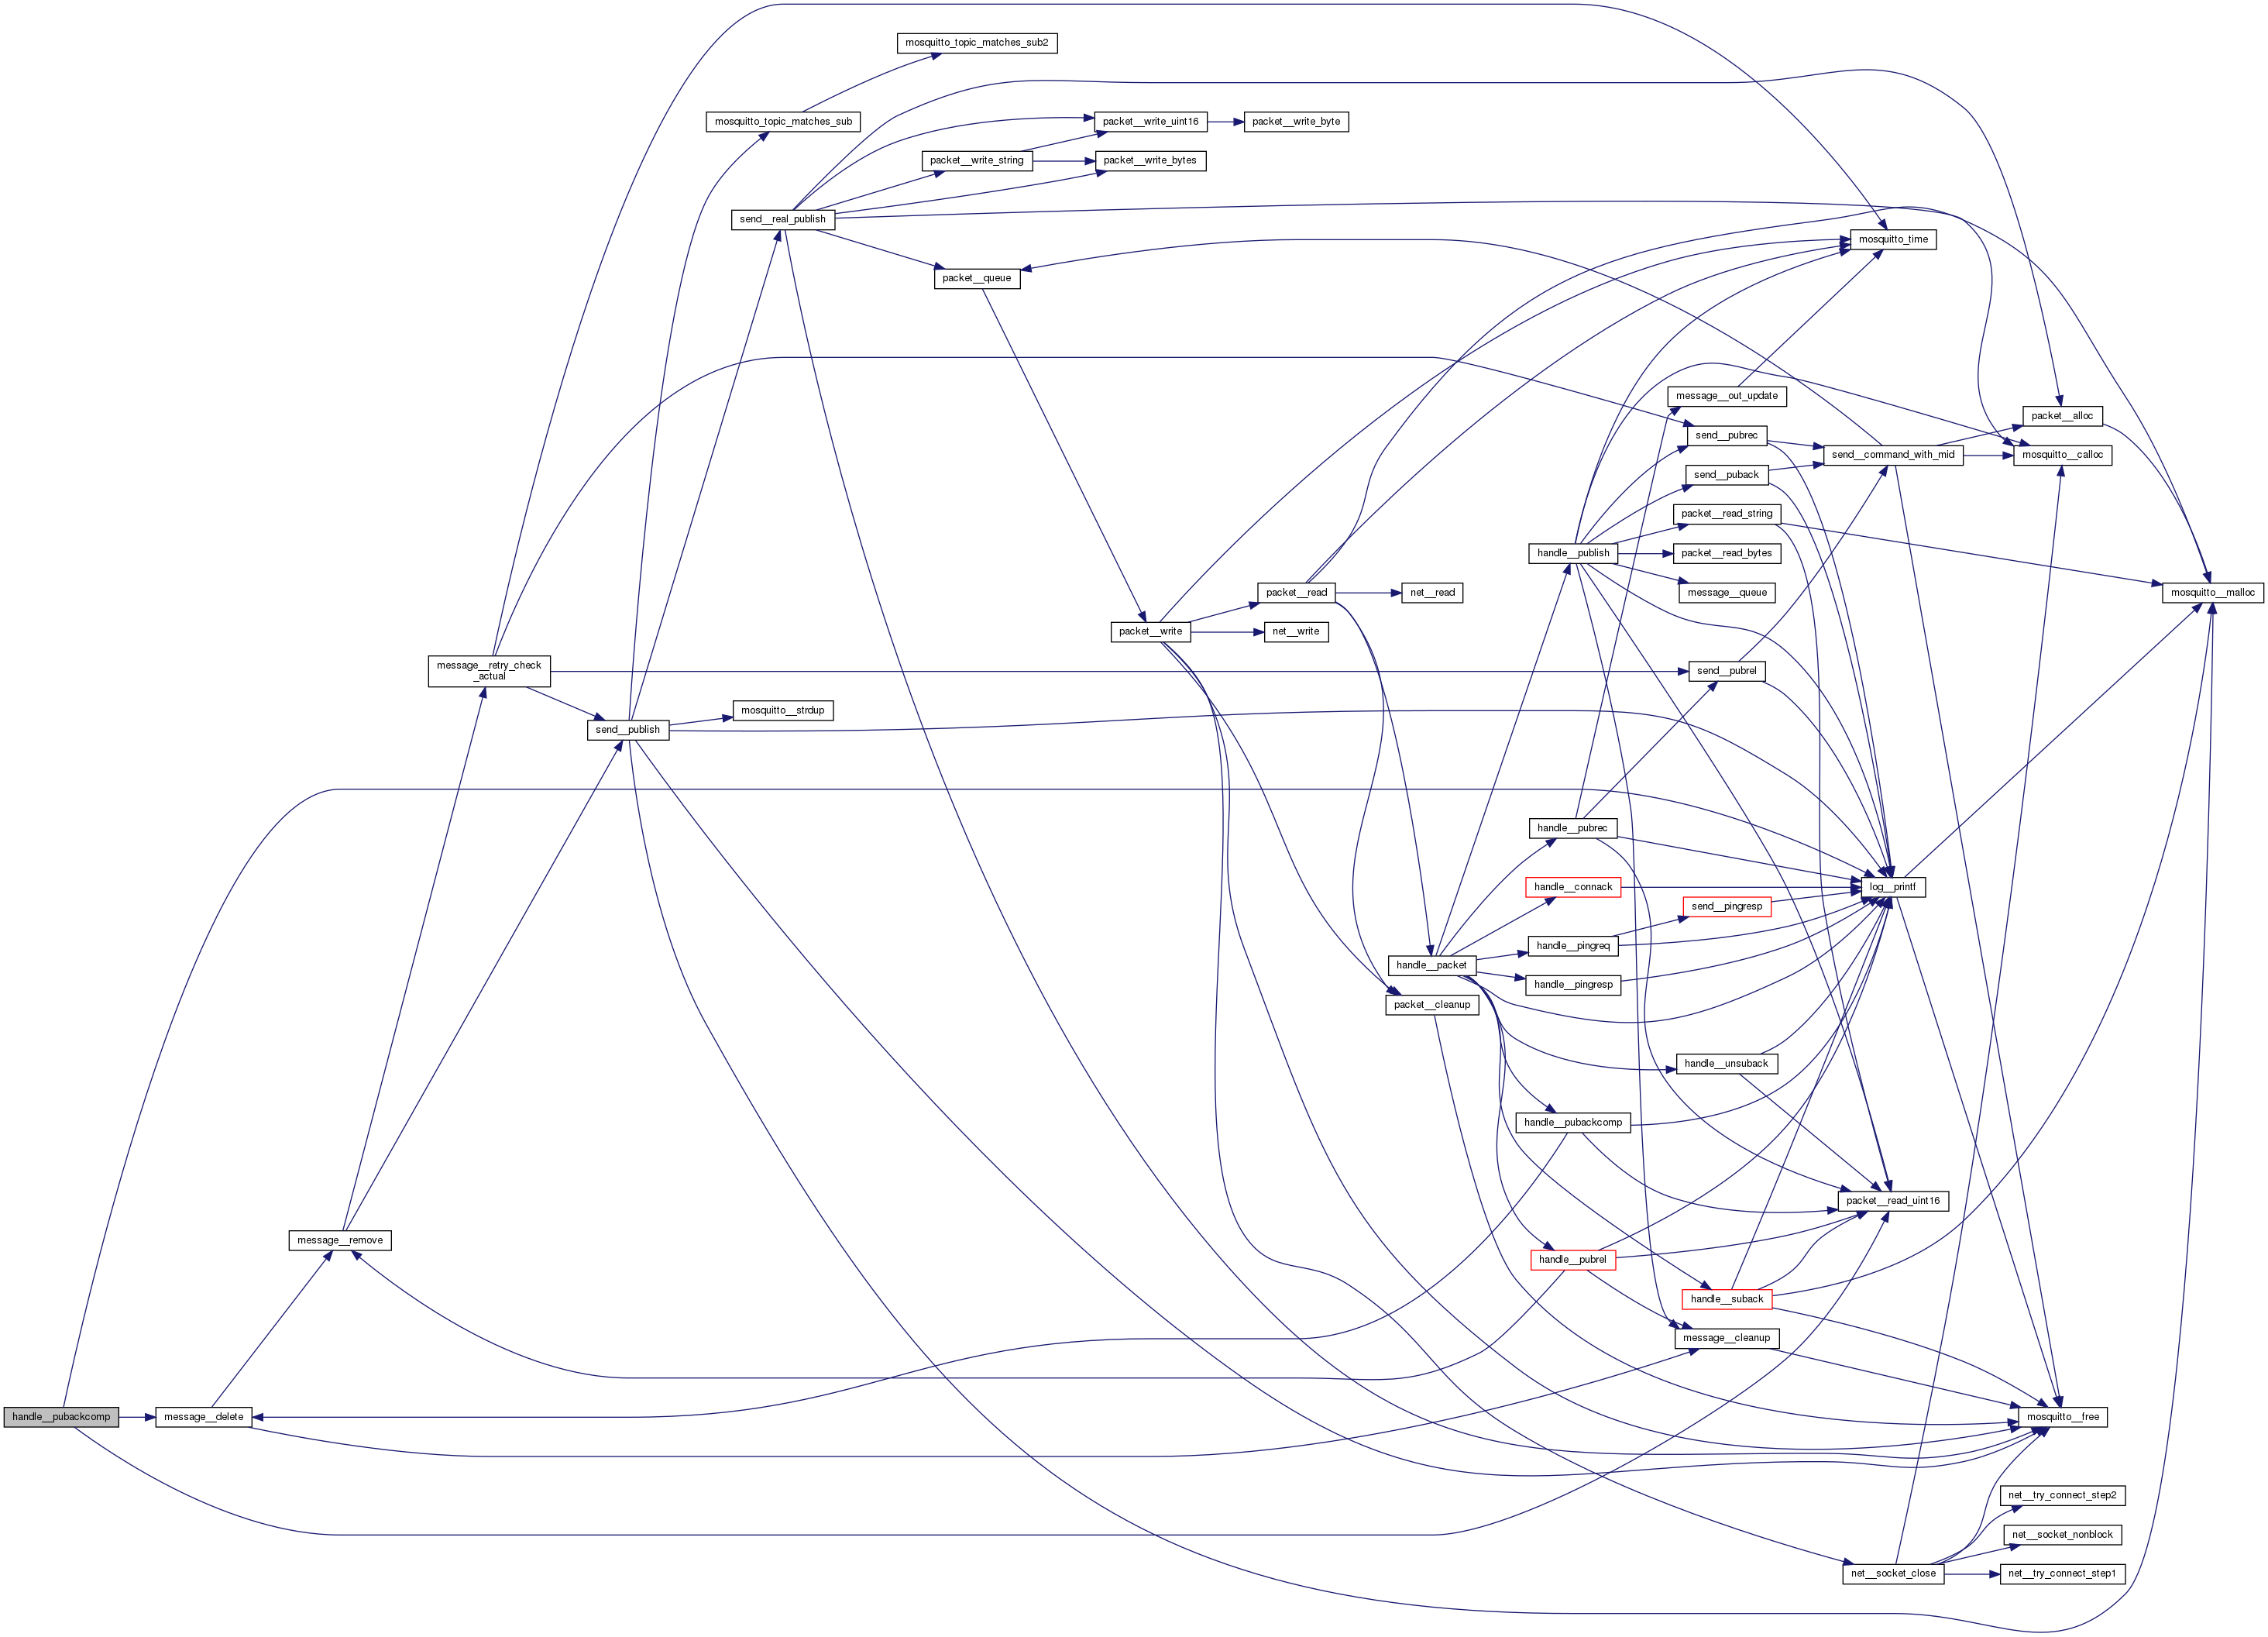 mosquitto_topic_matches_sub2
mosquitto_topic_matches_sub
packet__write_uint16
packet__write_byte
packet__write_string
packet__write_bytes
send__real_publish
mosquitto_time
packet__queue
message__out_update
packet__alloc
send__pubrec
send__command_with_mid
mosquitto__calloc
send__puback
packet__read_string
handle__publish
packet__read_bytes
packet__read
net__read
message__queue
mosquitto__malloc
packet__write
net__write
message__retry_check
_actual
send__pubrel
mosquitto__strdup
send__publish
handle__pubrec
handle__connack
log__printf
send__pingresp
handle__pingreq
handle__packet
handle__pingresp
packet__cleanup
handle__unsuback
handle__pubackcomp
packet__read_uint16
message__remove
handle__pubrel
handle__suback
message__cleanup
handle__pubackcomp
message__delete
mosquitto__free
net__try_connect_step2
net__socket_nonblock
net__socket_close
net__try_connect_step1